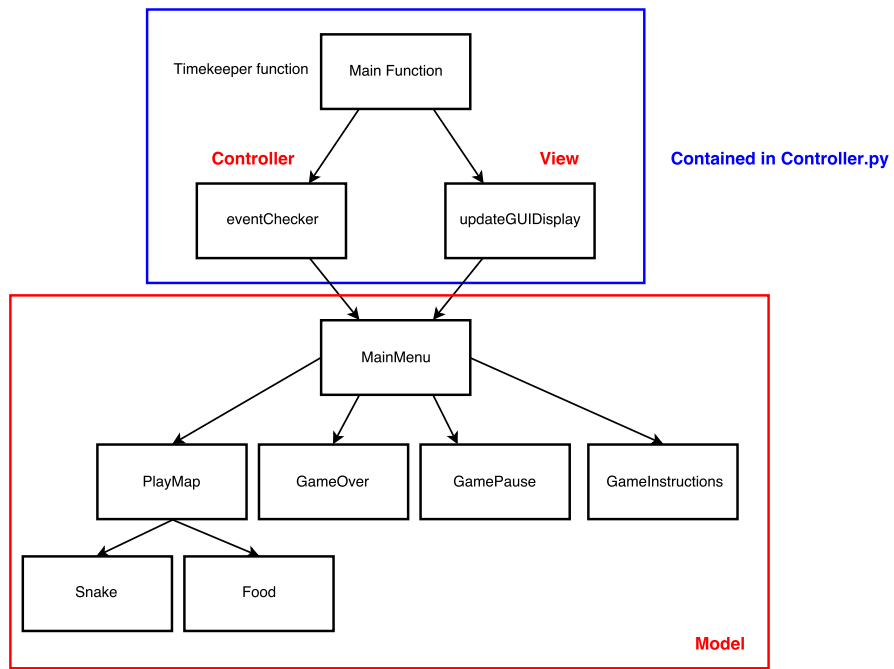 Timekeeper function
Main Function
Controller
View
Contained in Controller.py
eventChecker
updateGUIDisplay
MainMenu
PlayMap
GameOver
GamePause
GameInstructions
Snake
Food
Model